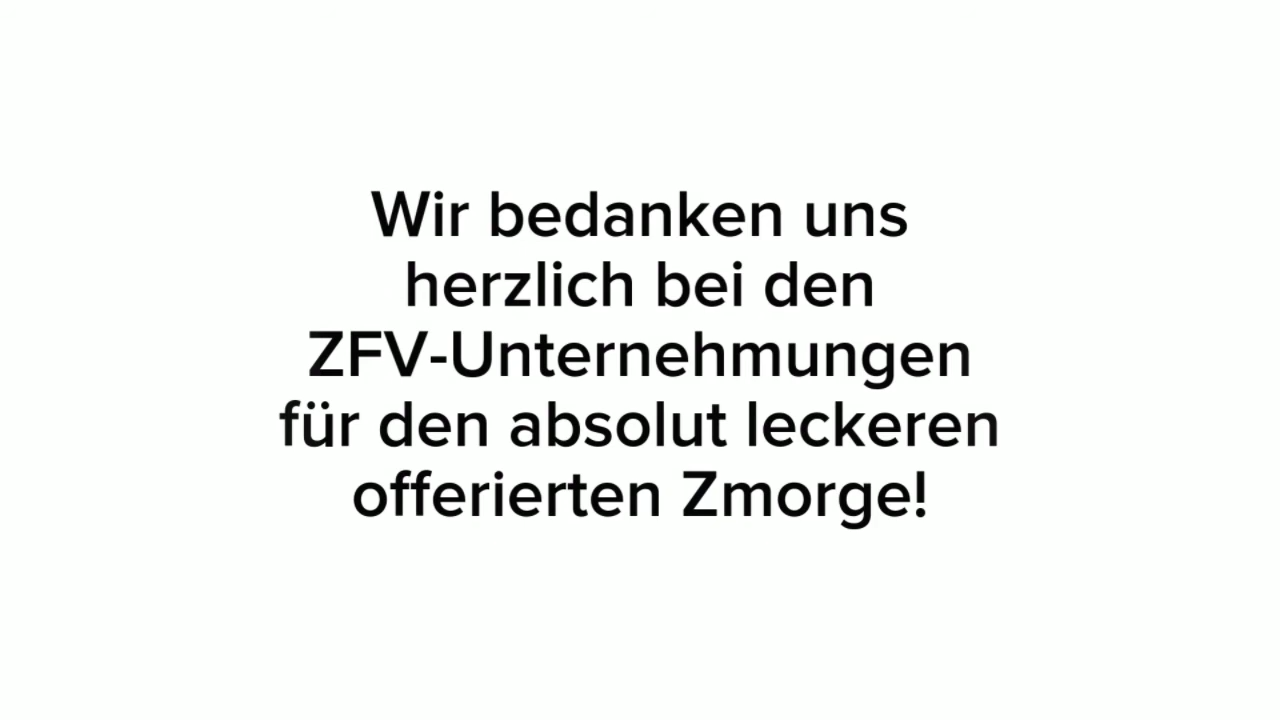 Wir bedanken uns
herzlich bei den
ZFV-Unternehmungen
für den absolut leckeren
offerierten Zmorge!